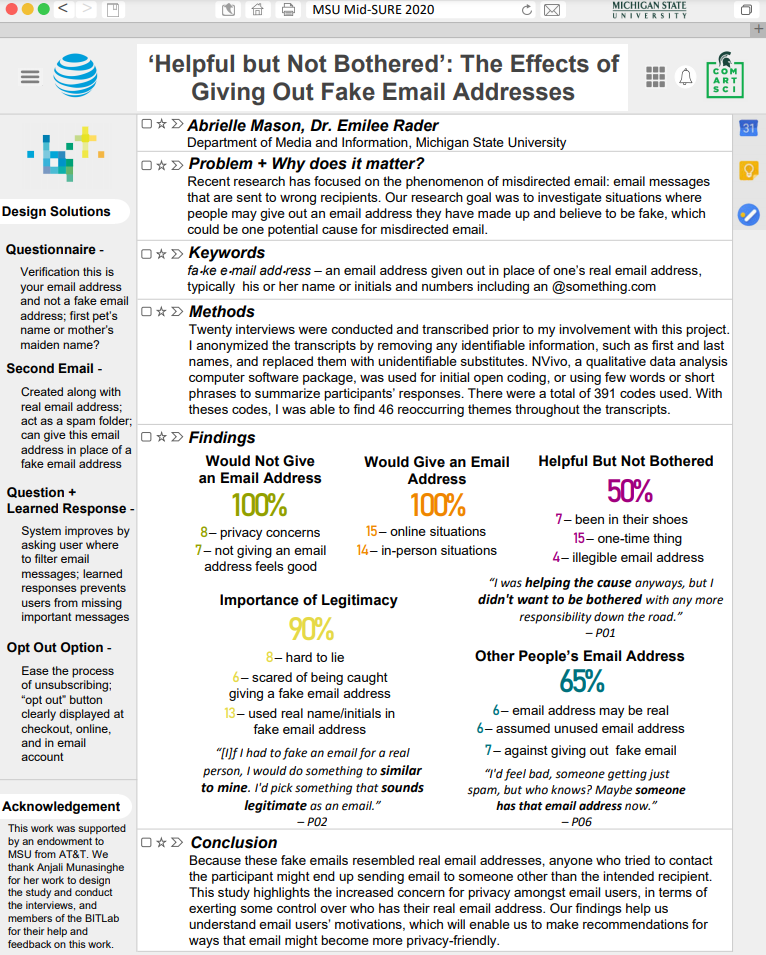 MSU Mid-SURE 2020
MICHIGAN STATE
UNIVERSITY
‘Helpful but Not Bothered’: The Effects of
Giving Out Fake Email Addresses
COM
ART
SCI
31
Design Solutions
Questionnaire -
Verification this is
your email address
and not a fake email
address; first pet’s
name or mother’s
maiden name?
Second Email -
Created along with
real email address;
act as a spam folder;
can give this email
address in place of a
fake email address
Question +
Learned Response -
System improves by
asking user where
to filter email
messages; learned
responses prevents
users from missing
important messages
Opt Out Option -
Ease the process
of unsubscribing;
“opt out” button
clearly displayed at
checkout, online,
and in email
account
Acknowledgement
This work was supported
by an endowment to
MSU from AT&T. We
thank Anjali Munasinghe
for her work to design
the study and conduct
the interviews, and
members of the BITLab
for their help and
feedback on this work.
Abrielle Mason, Dr. Emilee Rader
Department of Media and Information, Michigan State University
Problem + Why does it matter?
Recent research has focused on the phenomenon of misdirected email: email messages
that are sent to wrong recipients. Our research goal was to investigate situations where
people may give out an email address they have made up and believe to be fake, which
could be one potential cause for misdirected email.
Keywords
fa·ke e·mail add·ress – an email address given out in place of one’s real email address,
typically his or her name or initials and numbers including an @something.com
Methods
Twenty interviews were conducted and transcribed prior to my involvement with this project.
I anonymized the transcripts by removing any identifiable information, such as first and last
names, and replaced them with unidentifiable substitutes. NVivo, a qualitative data analysis
computer software package, was used for initial open coding, or using few words or short
phrases to summarize participants’ responses. There were a total of 391 codes used. With
theses codes, I was able to find 46 reoccurring themes throughout the transcripts.
Findings
Would Not Give
an Email Address
100%
8– privacy concerns
7– not giving an email
address feels good
Would Give an Email
Address
100%
15– online situations
14– in-person situations
Helpful But Not Bothered
50%
7– been in their shoes
15– one-time thing
4– illegible email address
“I was helping the cause anyways, but I
didn't want to be bothered with any more
responsibility down the road.”
– P01
Importance of Legitimacy
90%
8– hard to lie
6– scared of being caught
giving a fake email address
13– used real name/initials in
fake email address
“[I]f I had to fake an email for a real
person, I would do something to similar
to mine. I'd pick something that sounds
legitimate as an email.”
– P02
Other People’s Email Address
65%
6– email address may be real
6– assumed unused email address
7– against giving out fake email
“I'd feel bad, someone getting just
spam, but who knows? Maybe someone
has that email address now.”
– P06
Conclusion
Because these fake emails resembled real email addresses, anyone who tried to contact
the participant might end up sending email to someone other than the intended recipient.
This study highlights the increased concern for privacy amongst email users, in terms of
exerting some control over who has their real email address. Our findings help us
understand email users’ motivations, which will enable us to make recommendations for
ways that email might become more privacy-friendly.